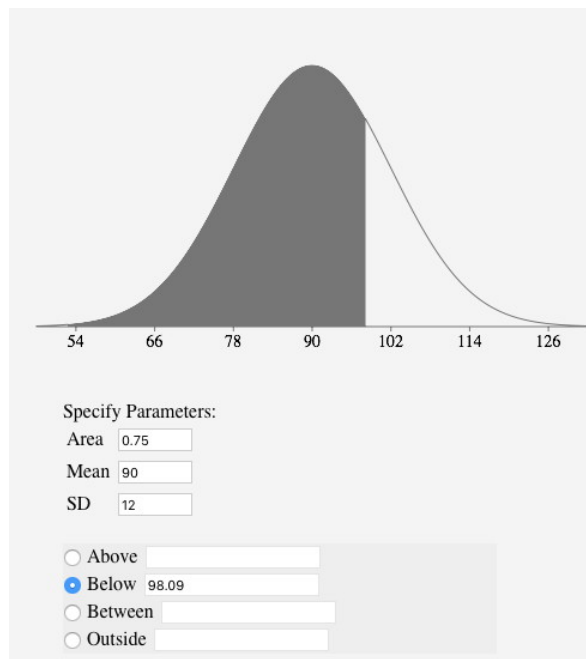 54 66 78 90 102 114 126
Specify Parameters:
Area 0.75
Mean 90
SD 12
Above
Below 98.09
Between
Outside